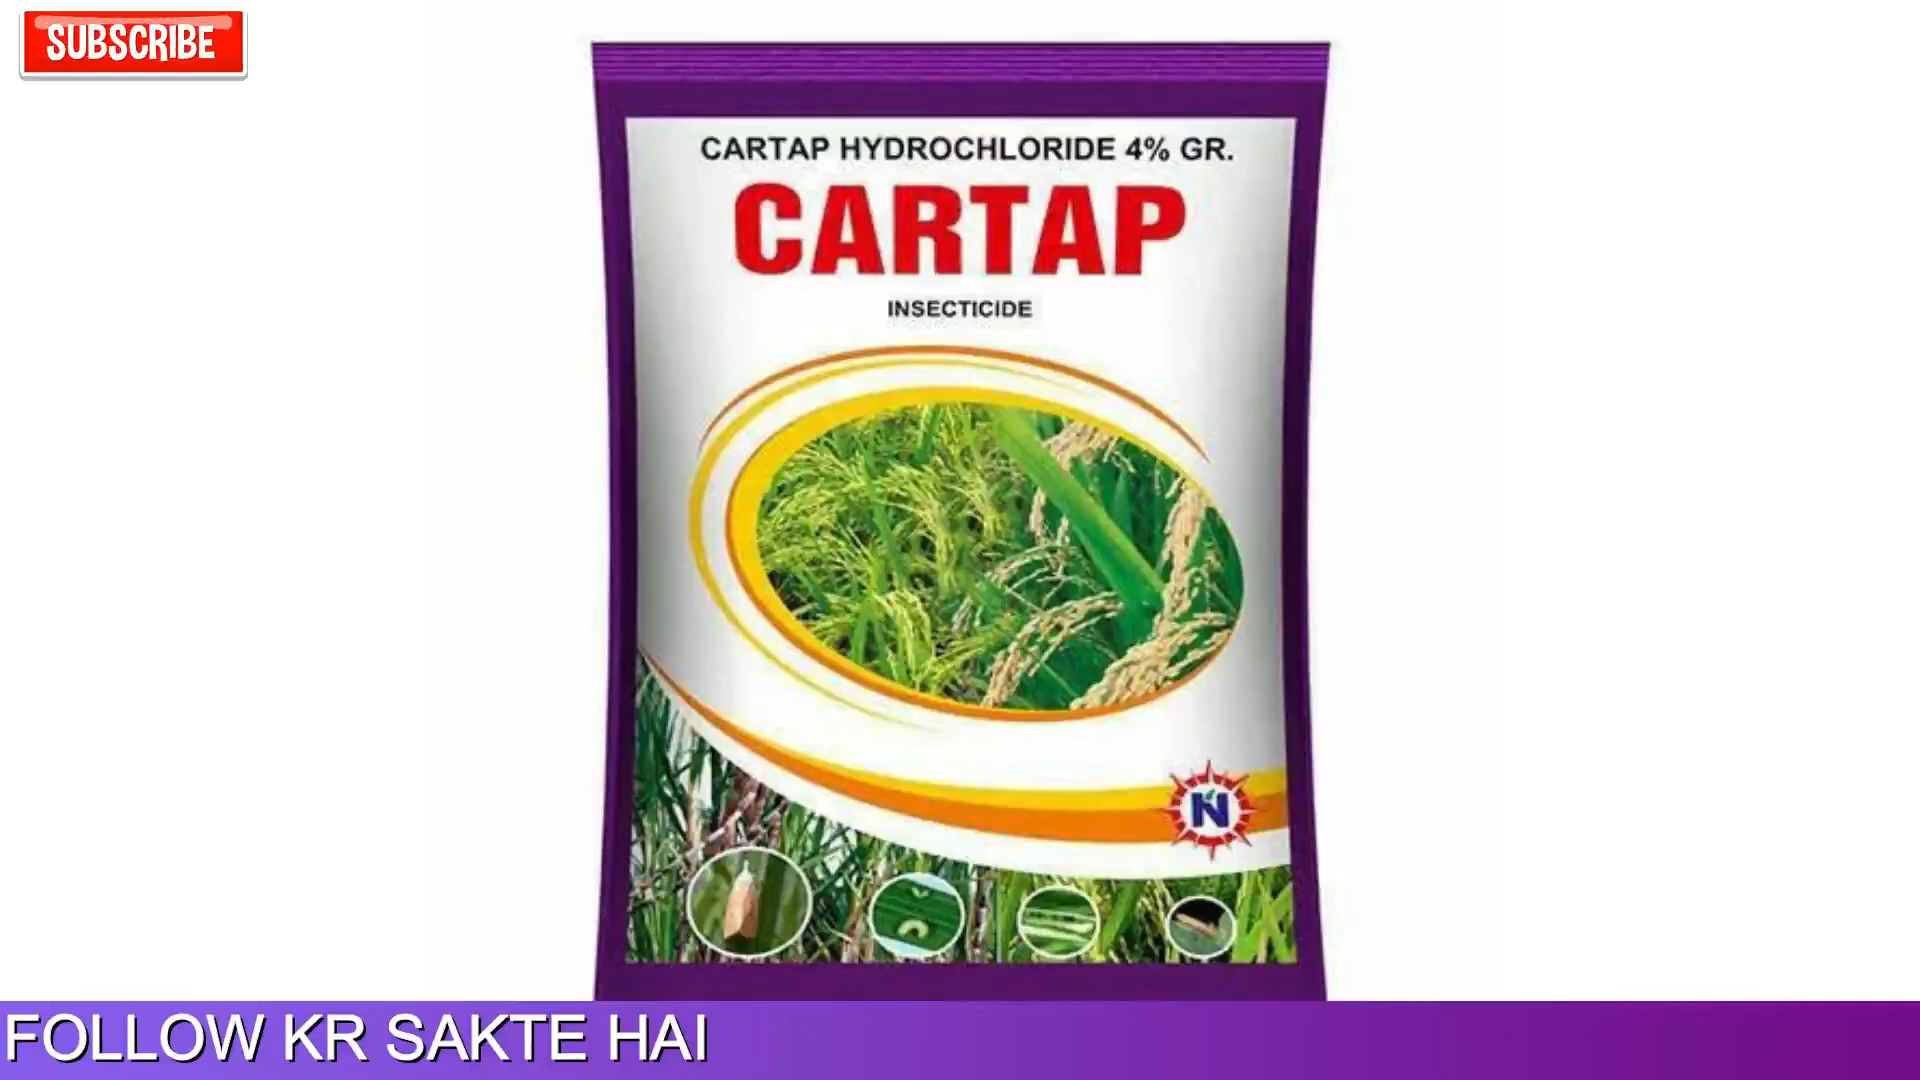 SUBSCRIBE
CARTAP HYDROCHLORIDE 4% GR.
CARTAP
INSECTICIDE
N
FOLLOW KR SAKTE HAI